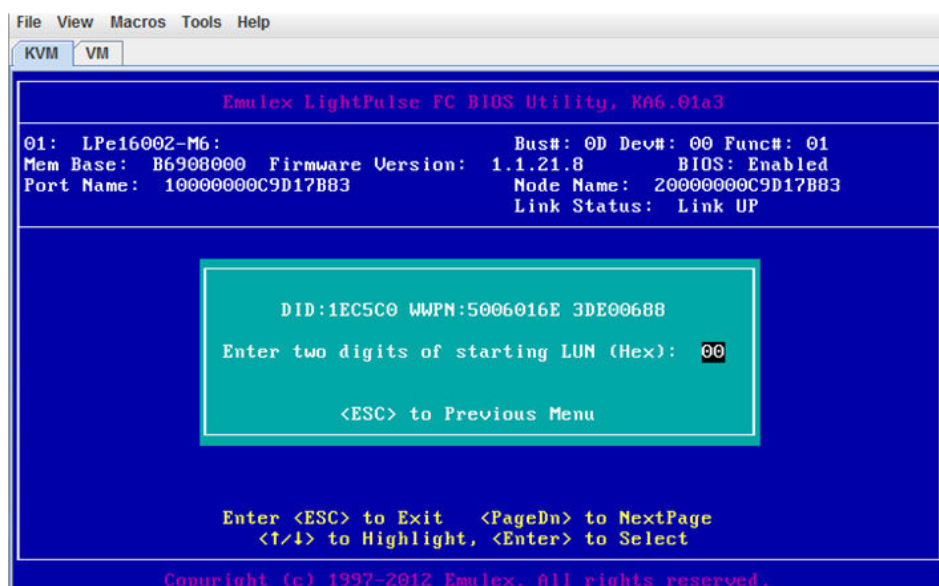 File View Macros Tools Help
KVM VM
Emulex LightPulse FC BIOS Utility, KA6.01a3
01: LPe16002-M6: Bus#: 0D Dev#: 00 Func#: 01
Mem Base: B6908000 Firmware Version: 1.1.21.8 BIOS: Enabled
Port Name: 10000000C9D17B83 Node Name: 20000000C9D17B83
Link Status: Link UP
DID:1EC5C0 WWPN:5006016E 3DE00688
Enter two digits of starting LUN (Hex): 00
<ESC> to Previous Menu
Enter <ESC> to Exit <PageDn> to NextPage
<↑/↓> to Highlight, <Enter> to Select
Copyright (c) 1997-2012 Emulex. All rights reserved.